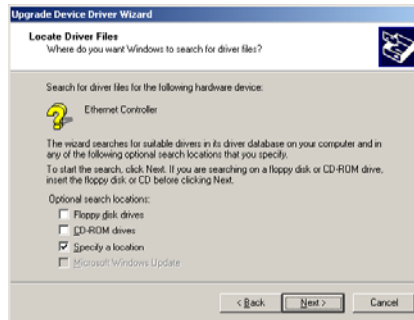 Upgrade Device Driver Wizard
Locate Driver Files
Where do you want Windows to search for driver files?
Search for driver files for the following hardware device:
Ethernet Controller
The wizard searches for suitable drivers in its driver database on your computer and in
any of the following optional search locations that you specify.
To start the search, click Next. If you are searching on a floppy disk or CD-ROM drive,
insert the floppy disk or CD before clicking Next.
Optional search locations:
Floppy disk drives
CD-ROM drives
Specify a location
Microsoft Windows Update
< Back Next > Cancel